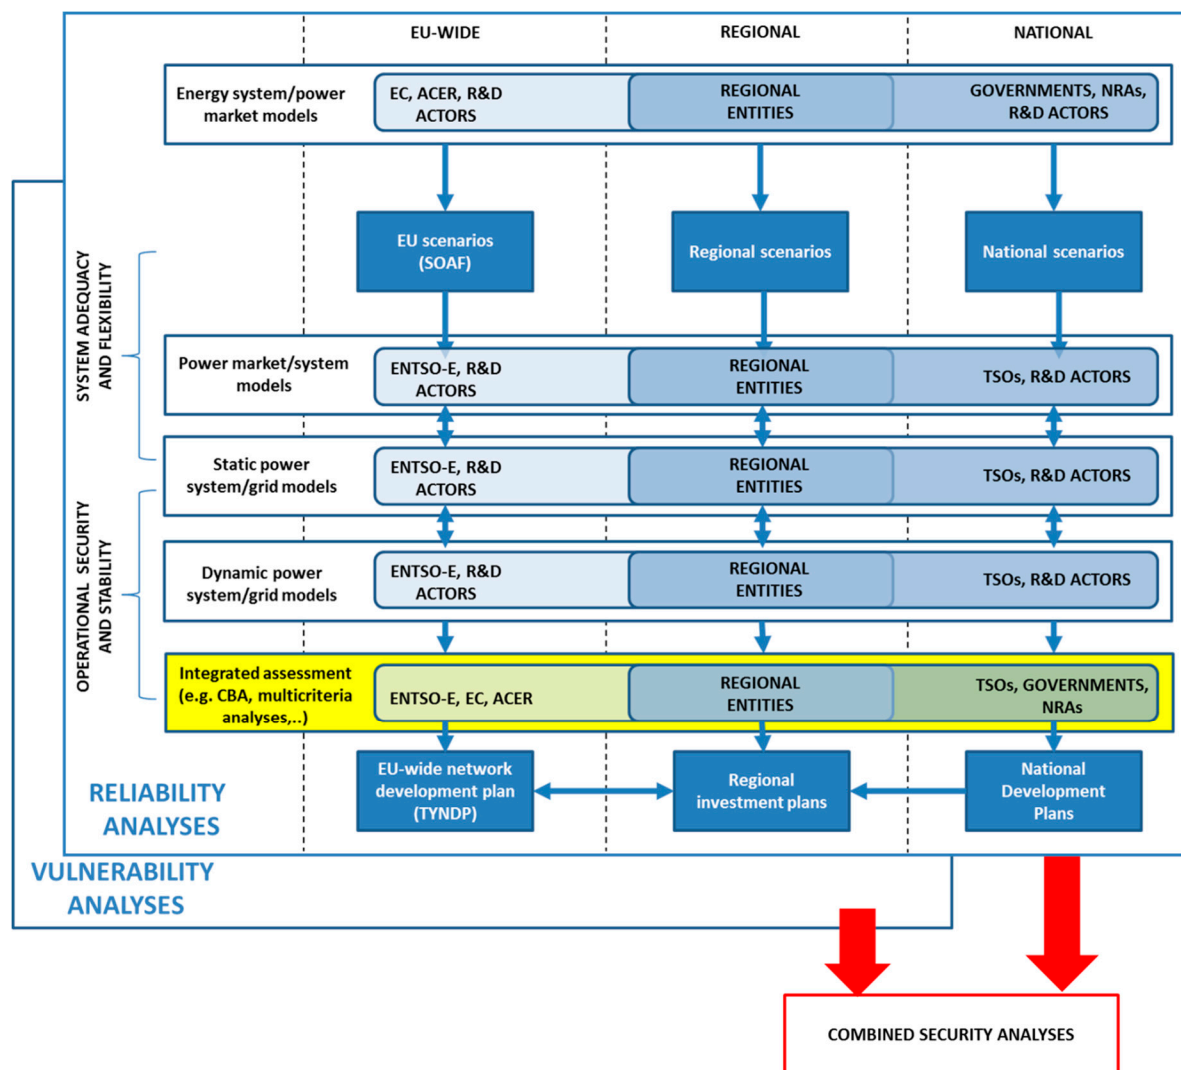 EU-WIDE
REGIONAL
NATIONAL
Energy system/power
market models
EC, ACER, R&D
ACTORS
REGIONAL
ENTITIES
GOVERNMENTS, NRAs,
R&D ACTORS
EU scenarios
(SOAF)
Regional scenarios
National scenarios
SYSTEM ADEQUACY
AND FLEXIBILITY
Power market/system
models
ENTSO-E, R&D
ACTORS
REGIONAL
ENTITIES
TSOs, R&D ACTORS
Static power
system/grid models
ENTSO-E, R&D
ACTORS
REGIONAL
ENTITIES
TSOs, R&D ACTORS
OPERATIONAL SECURITY
AND STABILITY
Dynamic power
system/grid models
ENTSO-E, R&D
ACTORS
REGIONAL
ENTITIES
TSOs, R&D ACTORS
Integrated assessment
(e.g. CBA, multicriteria
analyses,..)
ENTSO-E, EC, ACER
REGIONAL
ENTITIES
TSOs, GOVERNMENTS,
NRAs
EU-wide network
development plan
(TYNDP)
Regional
investment plans
National
Development
Plans
RELIABILITY
ANALYSES
VULNERABILITY
ANALYSES
COMBINED SECURITY ANALYSES